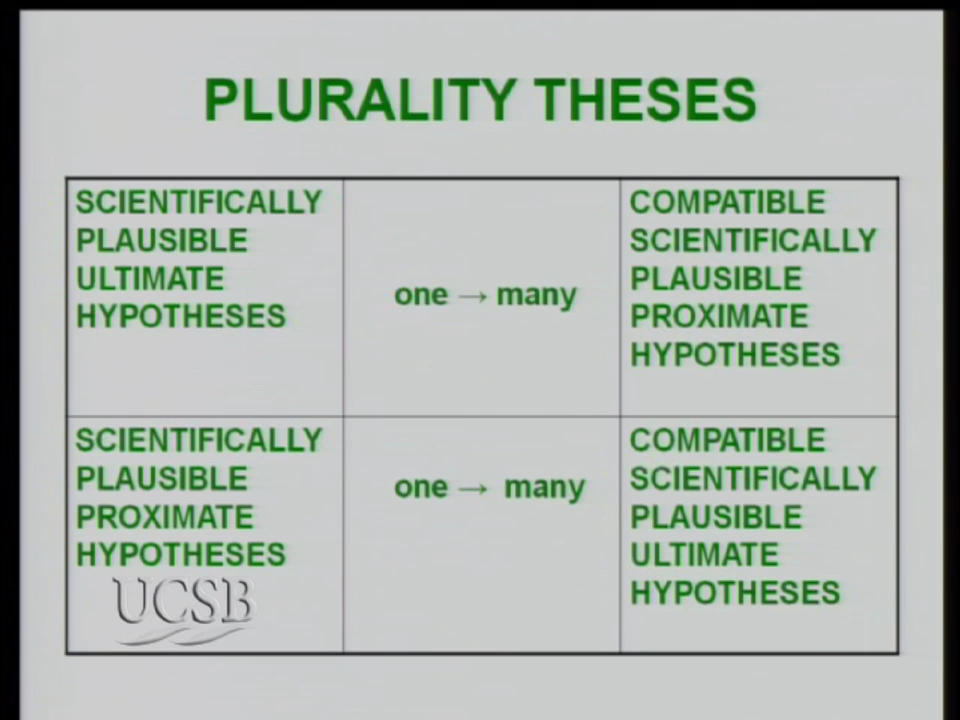 PLURALITY THESES
SCIENTIFICALLY
PLAUSIBLE
ULTIMATE
HYPOTHESES
one → many
COMPATIBLE
SCIENTIFICALLY
PLAUSIBLE
PROXIMATE
HYPOTHESES
SCIENTIFICALLY
PLAUSIBLE
PROXIMATE
HYPOTHESES
one → many
COMPATIBLE
SCIENTIFICALLY
PLAUSIBLE
ULTIMATE
HYPOTHESES
UCSB